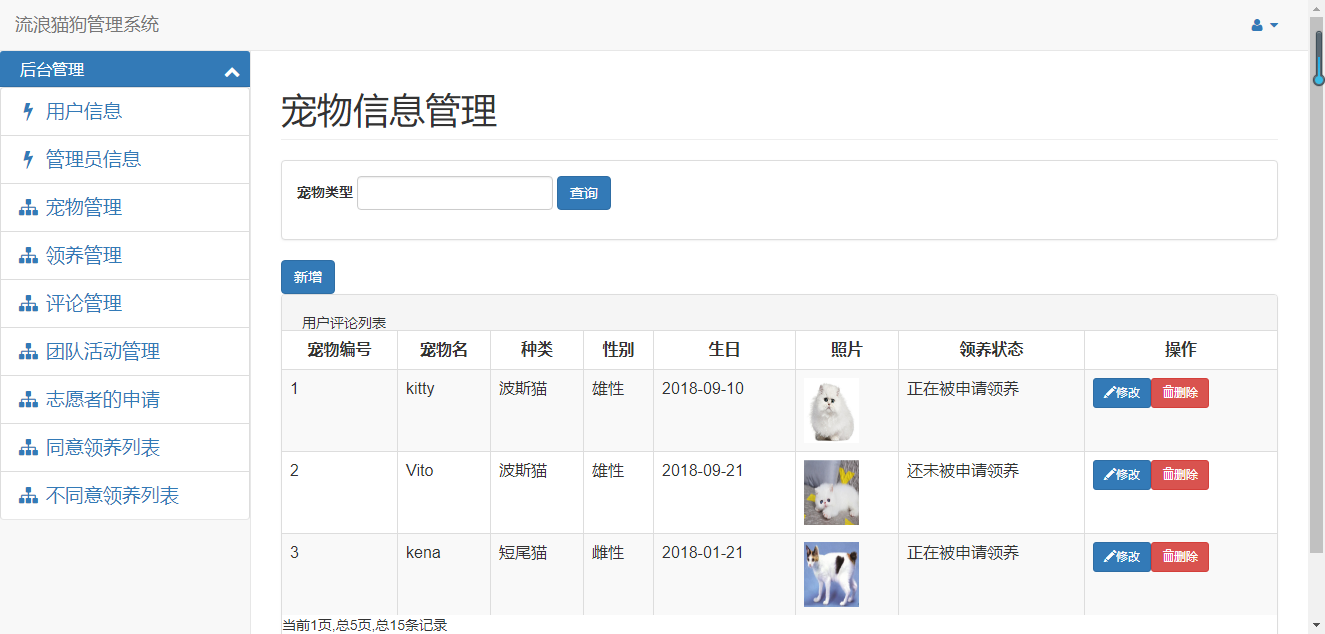 流浪猫狗管理系统
后台管理
用户信息
管理员信息
宠物管理
领养管理
评论管理
团队活动管理
志愿者的申请
同意领养列表
不同意领养列表
宠物信息管理
宠物类型 查询
新增
用户评论列表
宠物编号 宠物名 种类 性别 生日 照片 领养状态 操作
1 kitty 波斯猫 雄性 2018-09-10 正在被申请领养 修改 删除
2 Vito 波斯猫 雄性 2018-09-21 还未被申请领养 修改 删除
3 kena 短尾猫 雌性 2018-01-21 正在被申请领养 修改 删除
当前1页,总5页,总15条记录